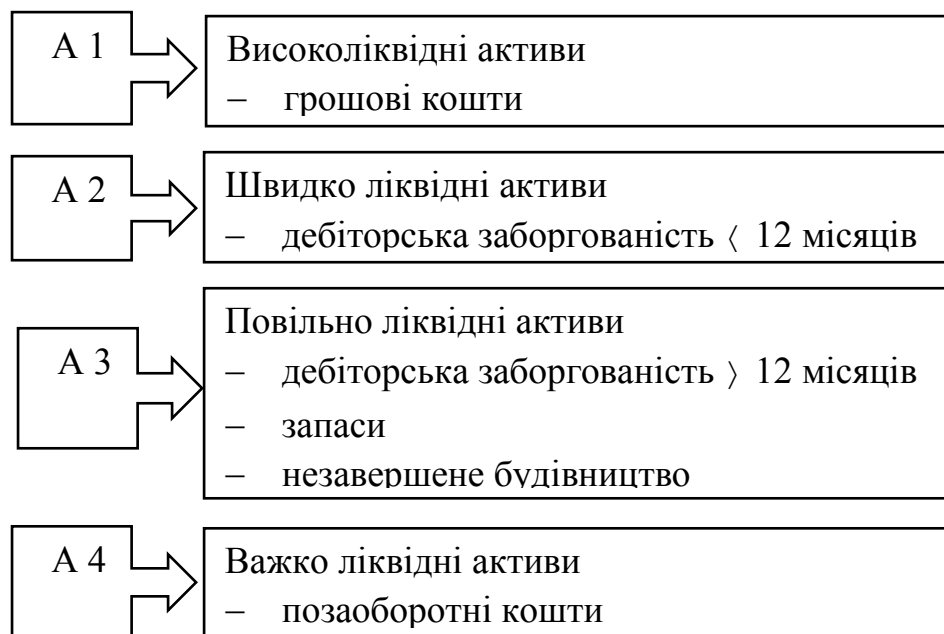 А 1
Високоліквідні активи
– грошові кошти
А 2
Швидко ліквідні активи
– дебіторська заборгованість ⟨ 12 місяців
А 3
Повільно ліквідні активи
– дебіторська заборгованість ⟩ 12 місяців
– запаси
– незавершене будівництво
А 4
Важко ліквідні активи
– позаоборотні кошти